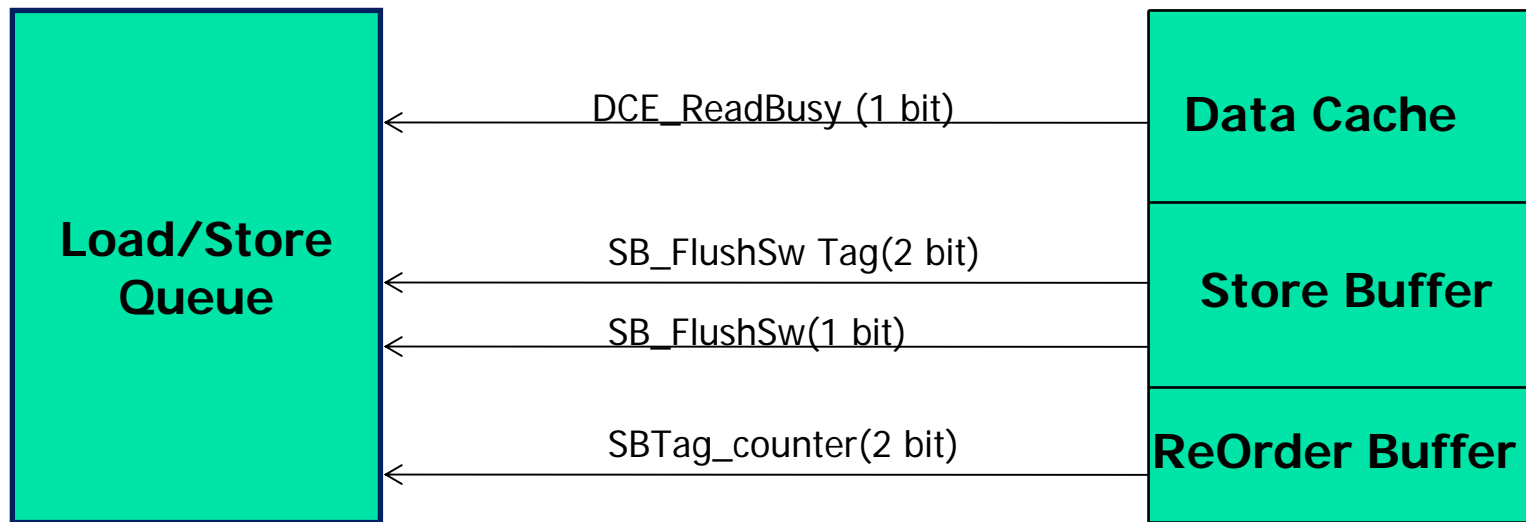 Load/Store
Queue
DCE_ReadBusy (1 bit)
SB_FlushSw Tag(2 bit)
SB_FlushSw(1 bit)
SBTag_counter(2 bit)
Data Cache
Store Buffer
ReOrder Buffer